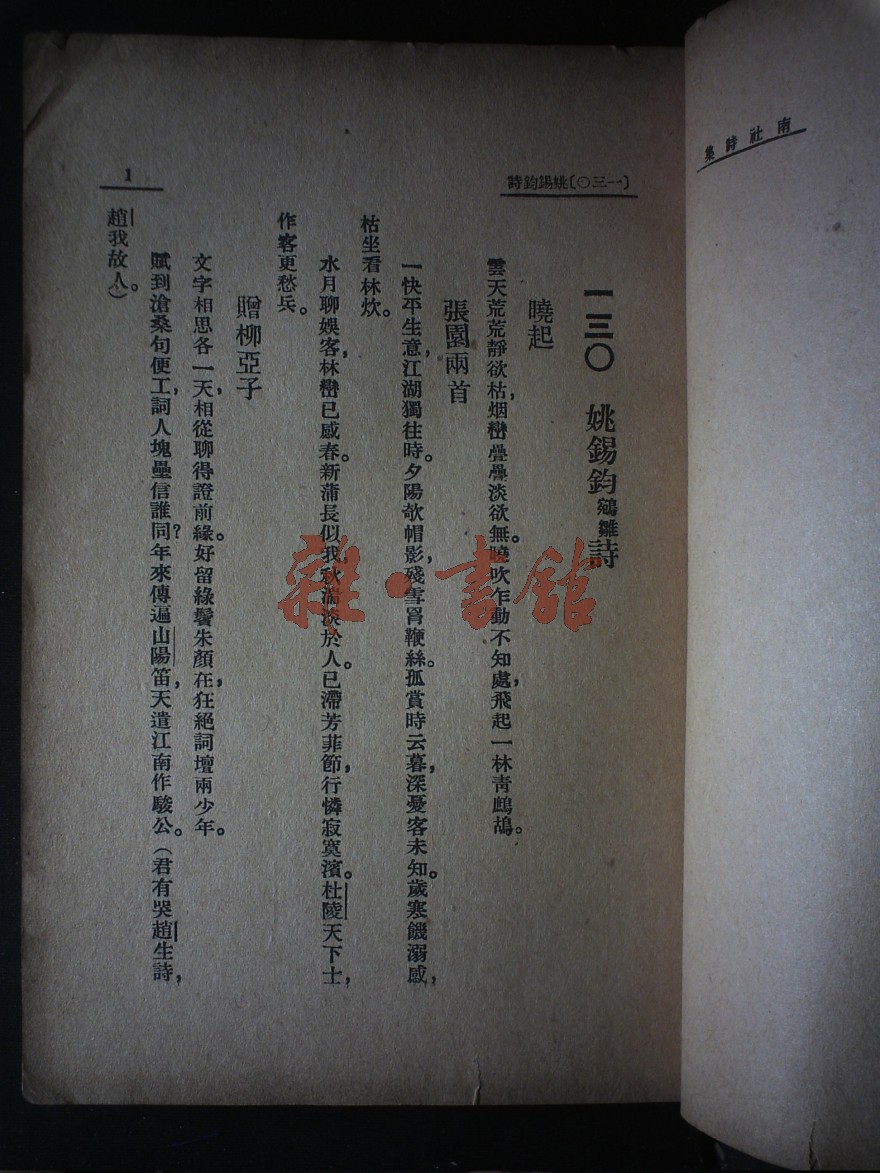 南社詩集
(一三〇)姚錫鈞詩
一三〇　姚錫鈞鵷雛詩
曉起
雲天荒荒靜欲枯，烟巒疊疊淡欲無。曉吹乍動不知處，飛起一林青鷓鴣。
張園兩首
一快平生意，江湖獨往時。夕陽欹帽影，殘雪罥鞭絲。孤賞時云暮，深憂客未知。歲寒饑溺感，
枯坐看林炊。
水月聊娛客，林巒已感春。新蒲長似我，秋湍淡於人。已滯芳菲節，行憐寂寞濱。杜陵天下士，
作客更愁兵。
贈柳亞子
文字相思各一天，相從聊得證前緣。好留綠鬢朱顏在，狂絕詞壇兩少年。
賦到滄桑句便工，詞人塊壘信誰同？年來傳遍山陽笛，天遣江南作駿公。（君有哭趙生詩，
趙我故人。）
1
雜·書館